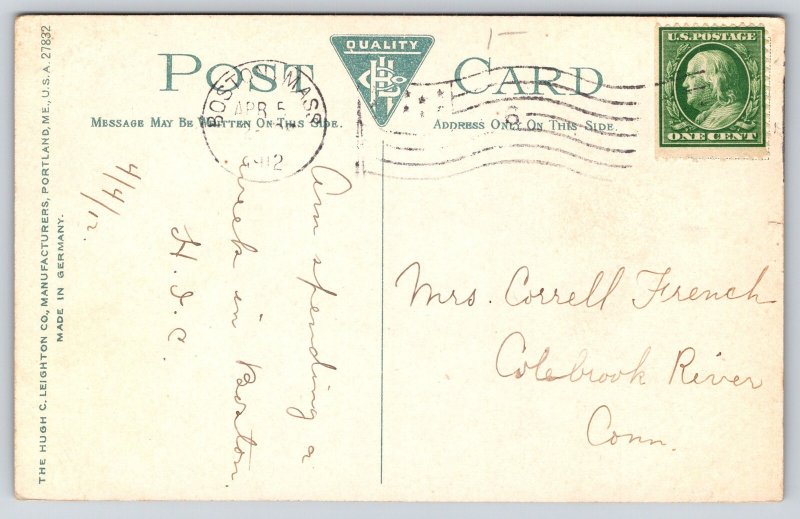 THE HUGH C. LEIGHTON CO., MANUFACTURERS, PORTLAND, ME., U.S.A. 27832
MADE IN GERMANY.
POST CARD
QUALITY
MESSAGE MAY BE WRITTEN ON THIS SIDE.
ADDRESS ONLY ON THIS SIDE.
BOSTON, MASS
APR 5
1912
U.S. POSTAGE
ONE CENT
4/4/12.
Am spending a
week in Boston.
Mrs. Correll French
Colebrook River
Conn.